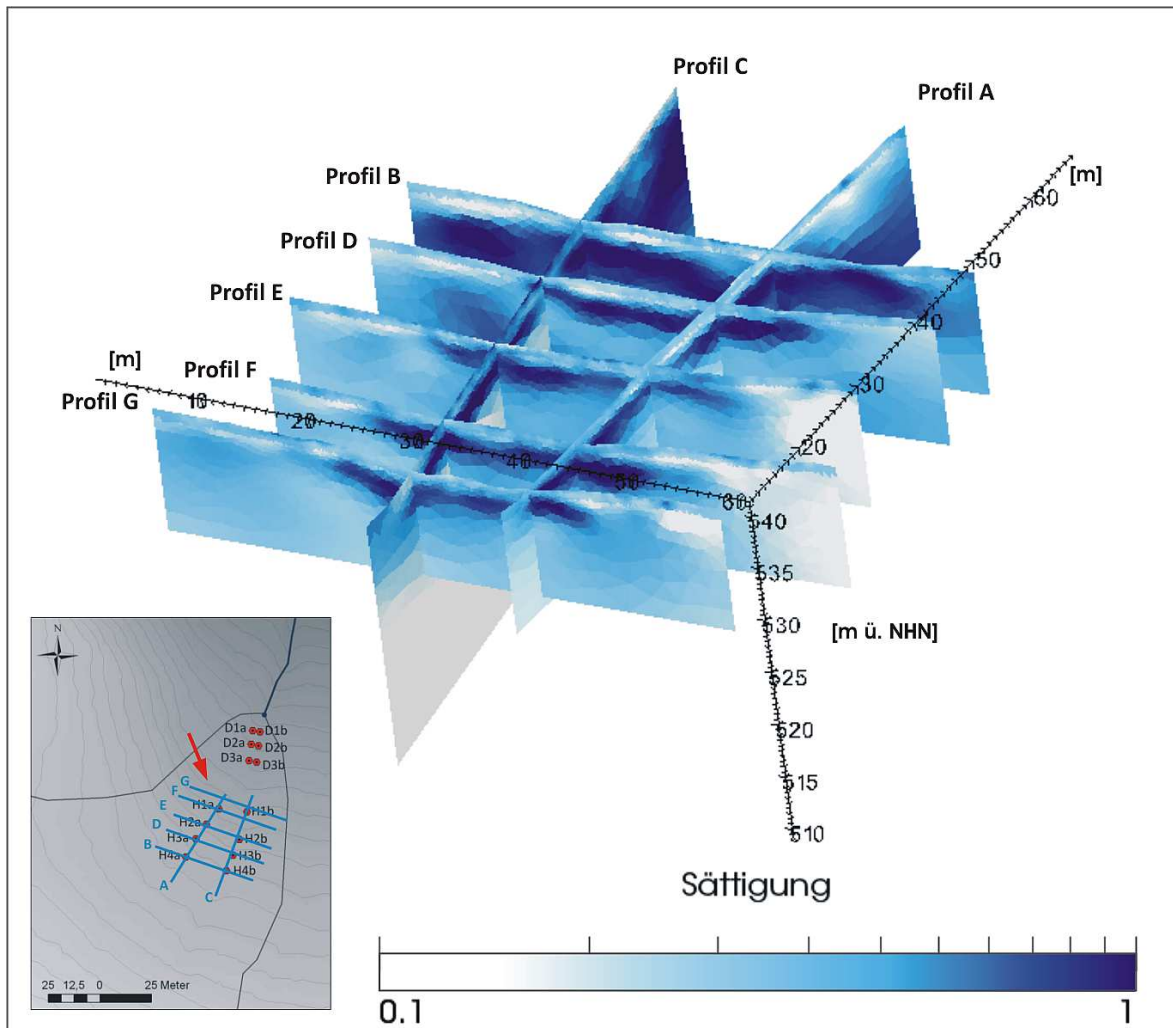 Profil C
Profil A
Profil B
Profil D
Profil E
Profil F
Profil G
[m]
10
20
30
40
50
60
[m]
60
50
40
30
20
540
535
530
525
520
515
510
[m ü. NHN]
Sättigung
0.1
1
N
D1a D1b
D2a D2b
D3a D3b
G
F
E
D
B
A
C
H1a H1b
H2a H2b
H3a H3b
H4a H4b
25 12,5 0 25 Meter